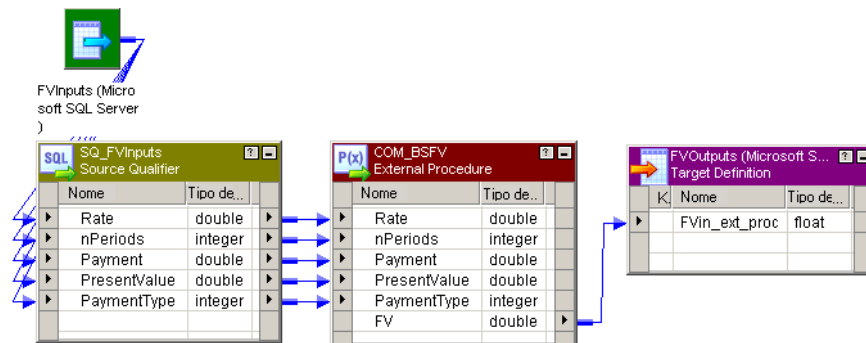 FVInputs (Micro
soft SQL Server
)
SQL SQ_FVInputs ?
Source Qualifier
Nome Tipo de...
Rate double
nPeriods integer
Payment double
PresentValue double
PaymentType integer
P(x) COM_BSFV ?
External Procedure
Nome Tipo de..
Rate double
nPeriods integer
Payment double
PresentValue double
PaymentType integer
FV double
FVOutputs (Microsoft S... ?
Target Definition
K. Nome Tipo de...
FVin_ext_proc float